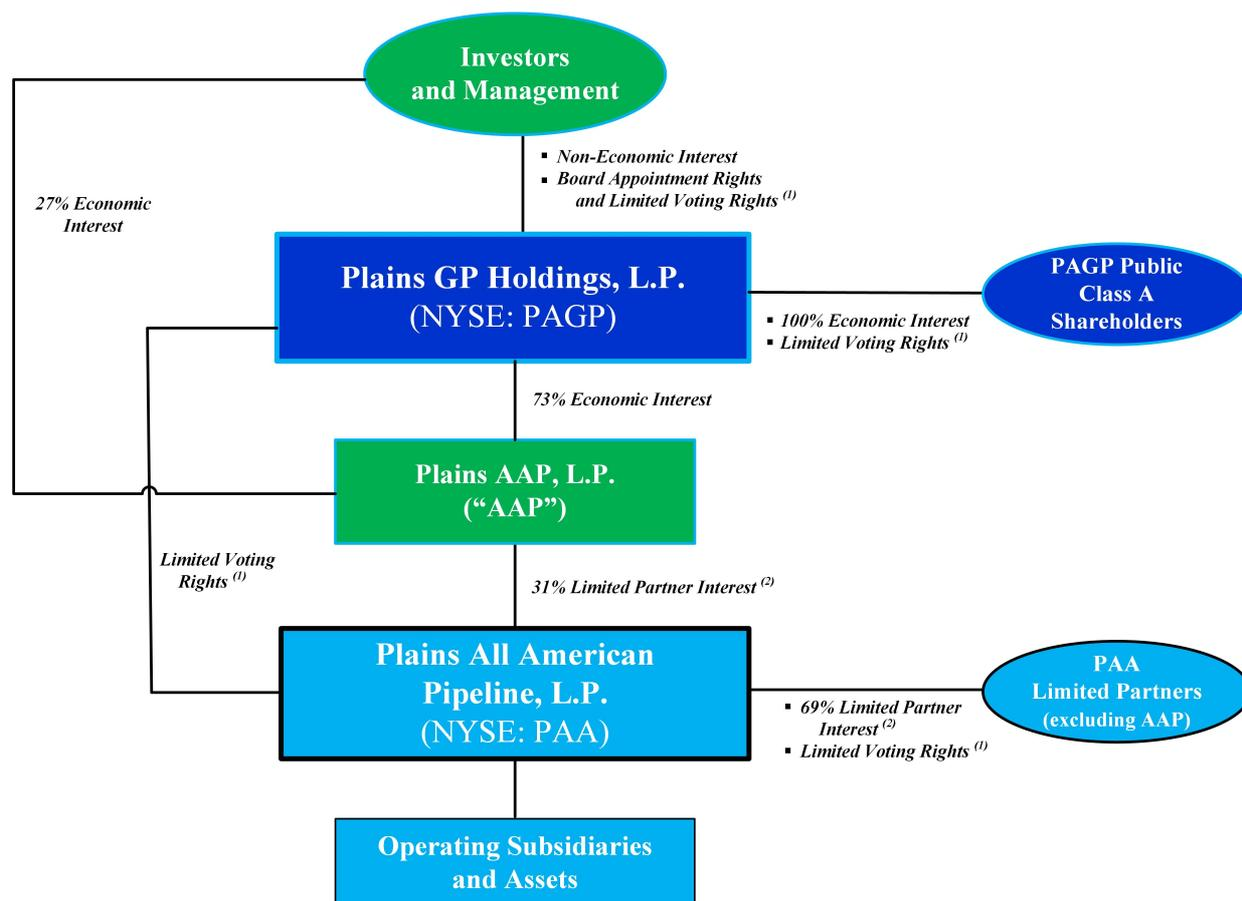 Investors
and Management
▪ Non-Economic Interest
▪ Board Appointment Rights
and Limited Voting Rights (1)
27% Economic
Interest
Plains GP Holdings, L.P.
(NYSE: PAGP)
PAGP Public
Class A
Shareholders
▪ 100% Economic Interest
▪ Limited Voting Rights (1)
73% Economic Interest
Plains AAP, L.P.
(“AAP”)
Limited Voting
Rights (1)
31% Limited Partner Interest (2)
Plains All American
Pipeline, L.P.
(NYSE: PAA)
PAA
Limited Partners
(excluding AAP)
▪ 69% Limited Partner
Interest (2)
▪ Limited Voting Rights (1)
Operating Subsidiaries
and Assets